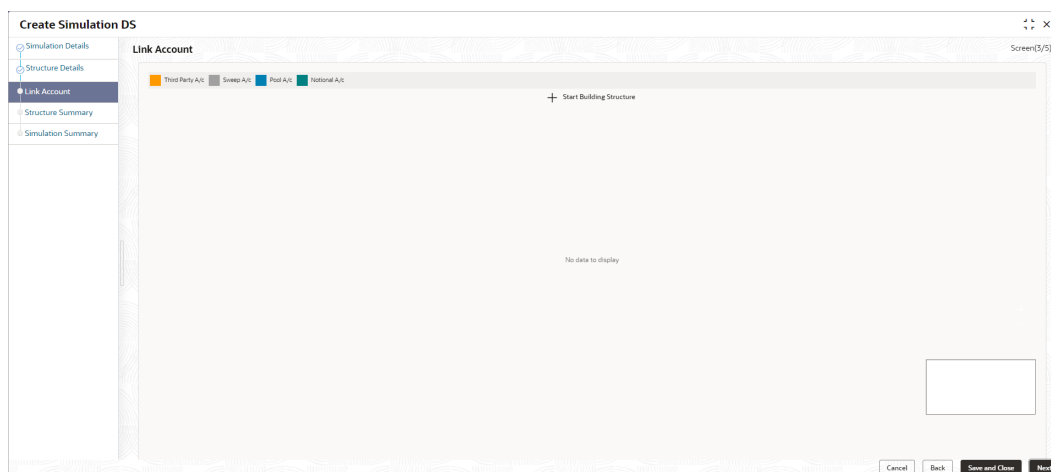 Create Simulation DS
Simulation Details
Structure Details
Link Account
Structure Summary
Simulation Summary
Link Account
Screen(3/5)
Third Party A/c Sweep A/c Pool A/c Notional A/c
Start Building Structure
No data to display
Cancel Back Save and Close Next